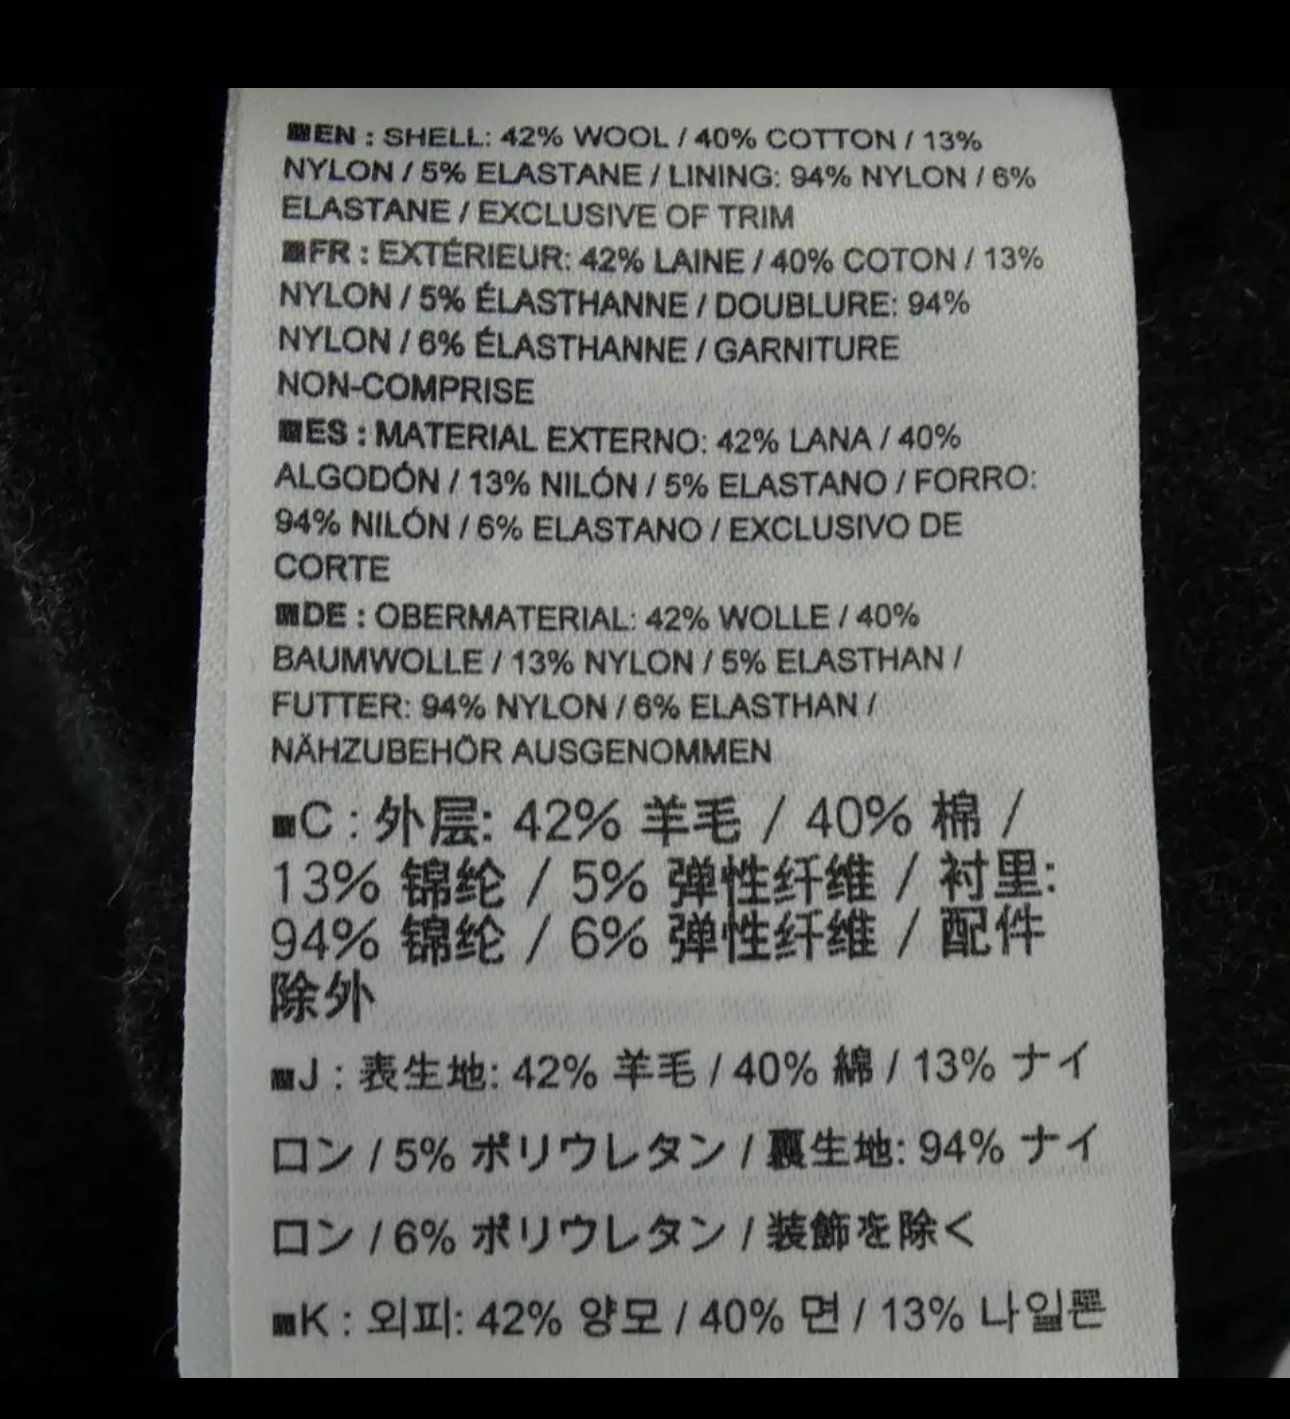 EN : SHELL: 42% WOOL / 40% COTTON / 13%
NYLON / 5% ELASTANE / LINING: 94% NYLON / 6%
ELASTANE / EXCLUSIVE OF TRIM
FR : EXTÉRIEUR: 42% LAINE / 40% COTON / 13%
NYLON / 5% ÉLASTHANNE / DOUBLURE: 94%
NYLON / 6% ÉLASTHANNE / GARNITURE
NON-COMPRISE
ES : MATERIAL EXTERNO: 42% LANA / 40%
ALGODÓN / 13% NILÓN / 5% ELASTANO / FORRO:
94% NILÓN / 6% ELASTANO / EXCLUSIVO DE
CORTE
DE : OBERMATERIAL: 42% WOLLE / 40%
BAUMWOLLE / 13% NYLON / 5% ELASTHAN /
FUTTER: 94% NYLON / 6% ELASTHAN /
NÄHZUBEHÖR AUSGENOMMEN
■C : 外层: 42% 羊毛 / 40% 棉 /
13% 锦纶 / 5% 弹性纤维 / 衬里:
94% 锦纶 / 6% 弹性纤维 / 配件
除外
■J : 表生地: 42% 羊毛 / 40% 綿 / 13% ナイ
ロン / 5% ポリウレタン / 裏生地: 94% ナイ
ロン / 6% ポリウレタン / 装飾を除く
■K : 외피: 42% 양모 / 40% 면 / 13% 나일론